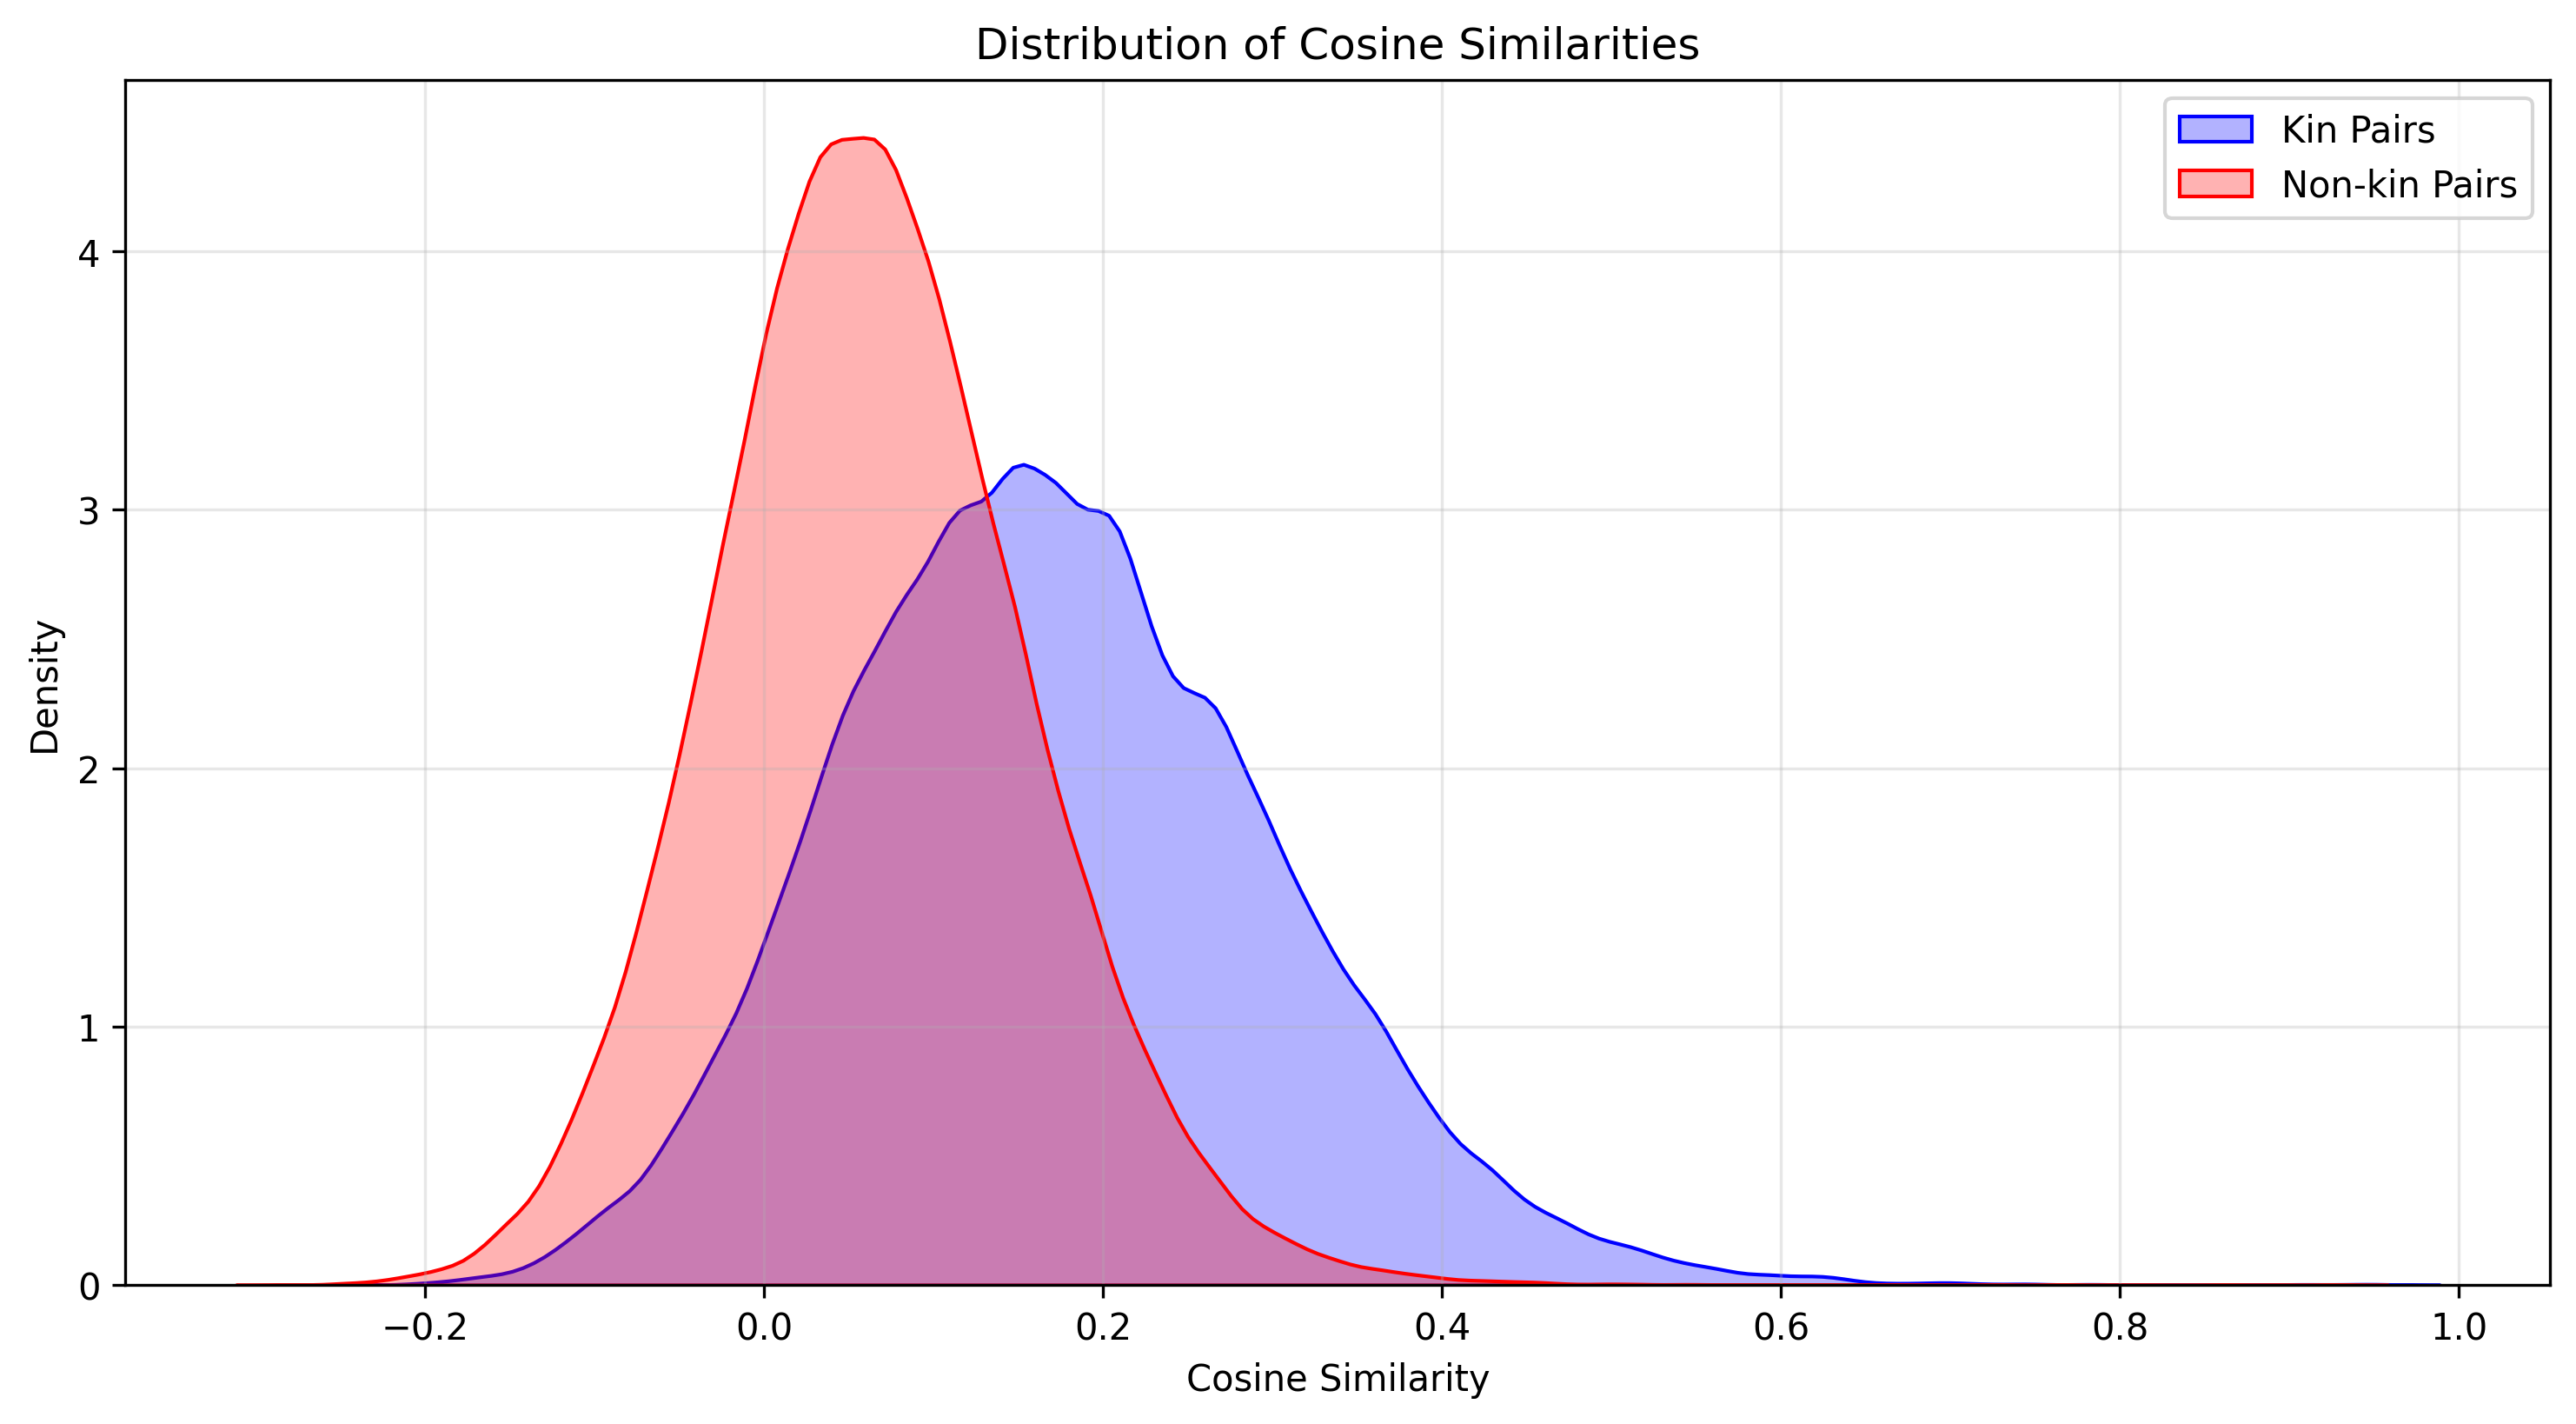 Distribution of Cosine Similarities
Kin Pairs
Non-kin Pairs
Density
4
3
2
1
0
−0.2 0.0 0.2 0.4 0.6 0.8 1.0
Cosine Similarity